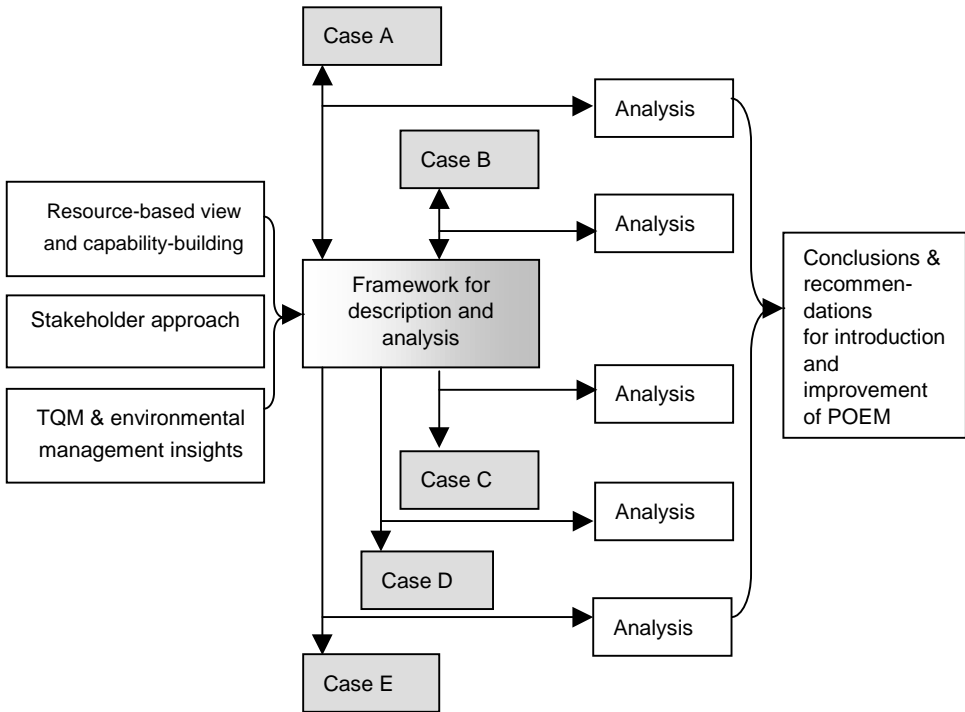 Case A
Analysis
Case B
Resource-based view
and capability-building
Analysis
Stakeholder approach
Framework for
description and
analysis
Conclusions &
recommen-
dations
for introduction
and
improvement
of POEM
TQM & environmental
management insights
Analysis
Case C
Analysis
Case D
Analysis
Case E